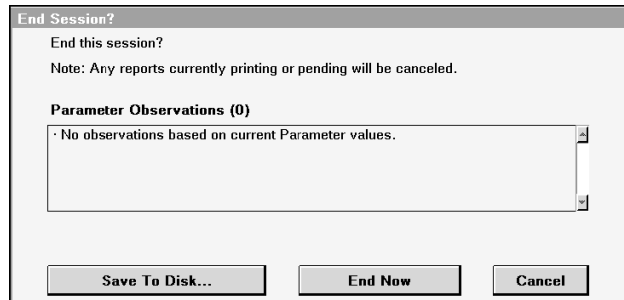 End Session?
End this session?
Note: Any reports currently printing or pending will be canceled.
Parameter Observations (0)
· No observations based on current Parameter values.
Save To Disk... End Now Cancel